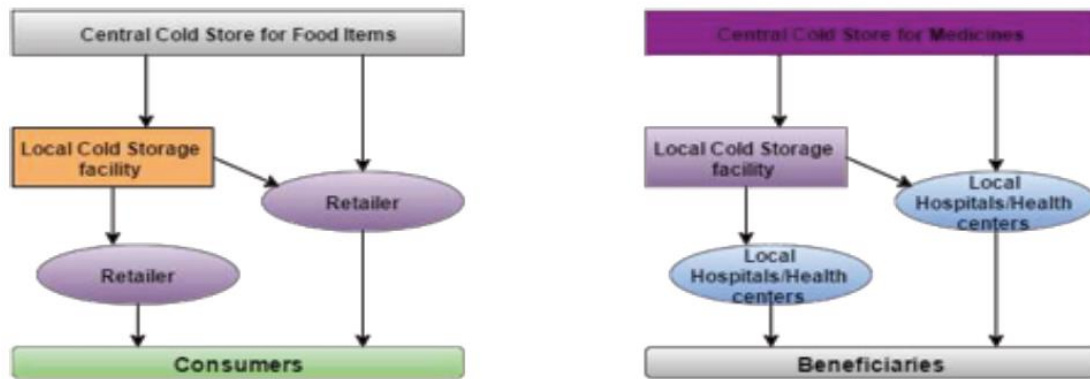 Central Cold Store for Food Items
Local Cold Storage
facility
Retailer
Retailer
Consumers
Central Cold Store for Medicines
Local Cold Storage
facility
Local
Hospitals/Health
centers
Local
Hospitals/Health
centers
Beneficiaries